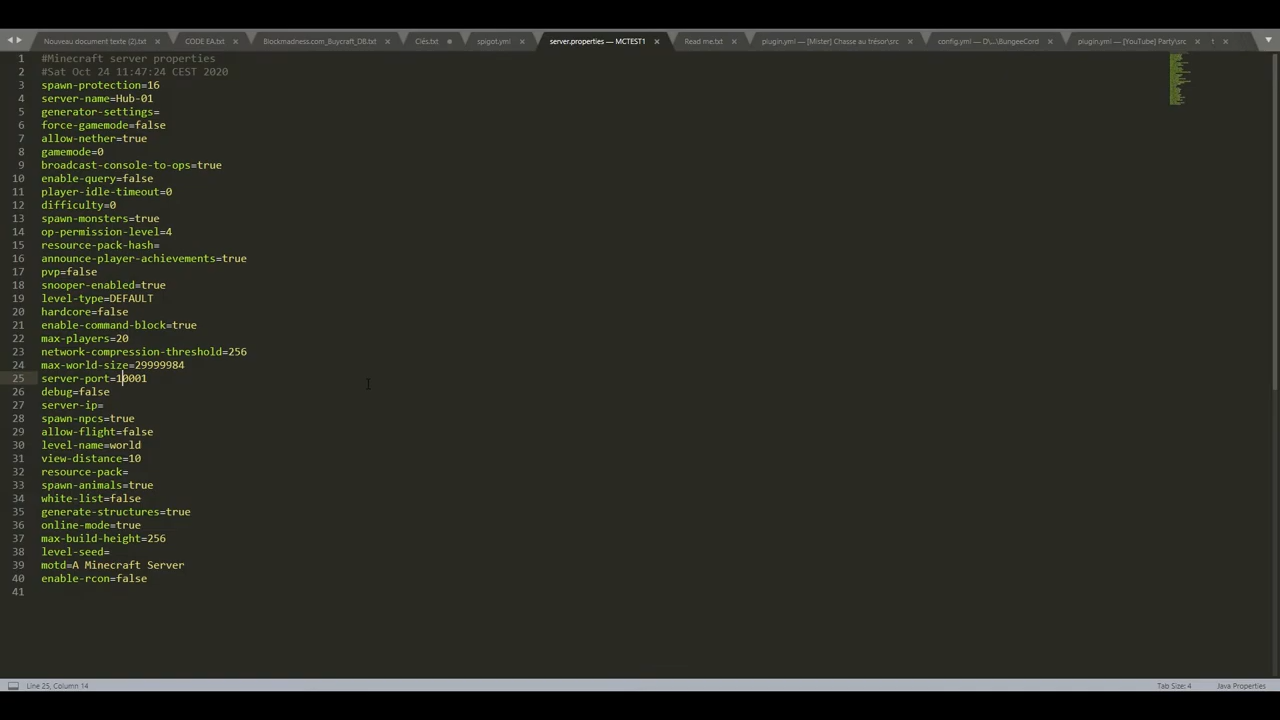 Nouveau document texte (2).txt
CODE EA.txt
Blockmadness.com_Buycraft_DB.txt
Clés.txt
spigot.yml
server.properties — MCTEST1
Read me.txt
plugin.yml — [Mister] Chasse au trésor\src
config.yml — D:\...\BungeeCord
plugin.yml — [YouTube] Party\src
t
1 #Minecraft server properties
2 #Sat Oct 24 11:47:24 CEST 2020
3 spawn-protection=16
4 server-name=Hub-01
5 generator-settings=
6 force-gamemode=false
7 allow-nether=true
8 gamemode=0
9 broadcast-console-to-ops=true
10 enable-query=false
11 player-idle-timeout=0
12 difficulty=0
13 spawn-monsters=true
14 op-permission-level=4
15 resource-pack-hash=
16 announce-player-achievements=true
17 pvp=false
18 snooper-enabled=true
19 level-type=DEFAULT
20 hardcore=false
21 enable-command-block=true
22 max-players=20
23 network-compression-threshold=256
24 max-world-size=29999984
25 server-port=10001
26 debug=false
27 server-ip=
28 spawn-npcs=true
29 allow-flight=false
30 level-name=world
31 view-distance=10
32 resource-pack=
33 spawn-animals=true
34 white-list=false
35 generate-structures=true
36 online-mode=true
37 max-build-height=256
38 level-seed=
39 motd=A Minecraft Server
40 enable-rcon=false
41
Line 25, Column 14
Tab Size: 4
Java Properties